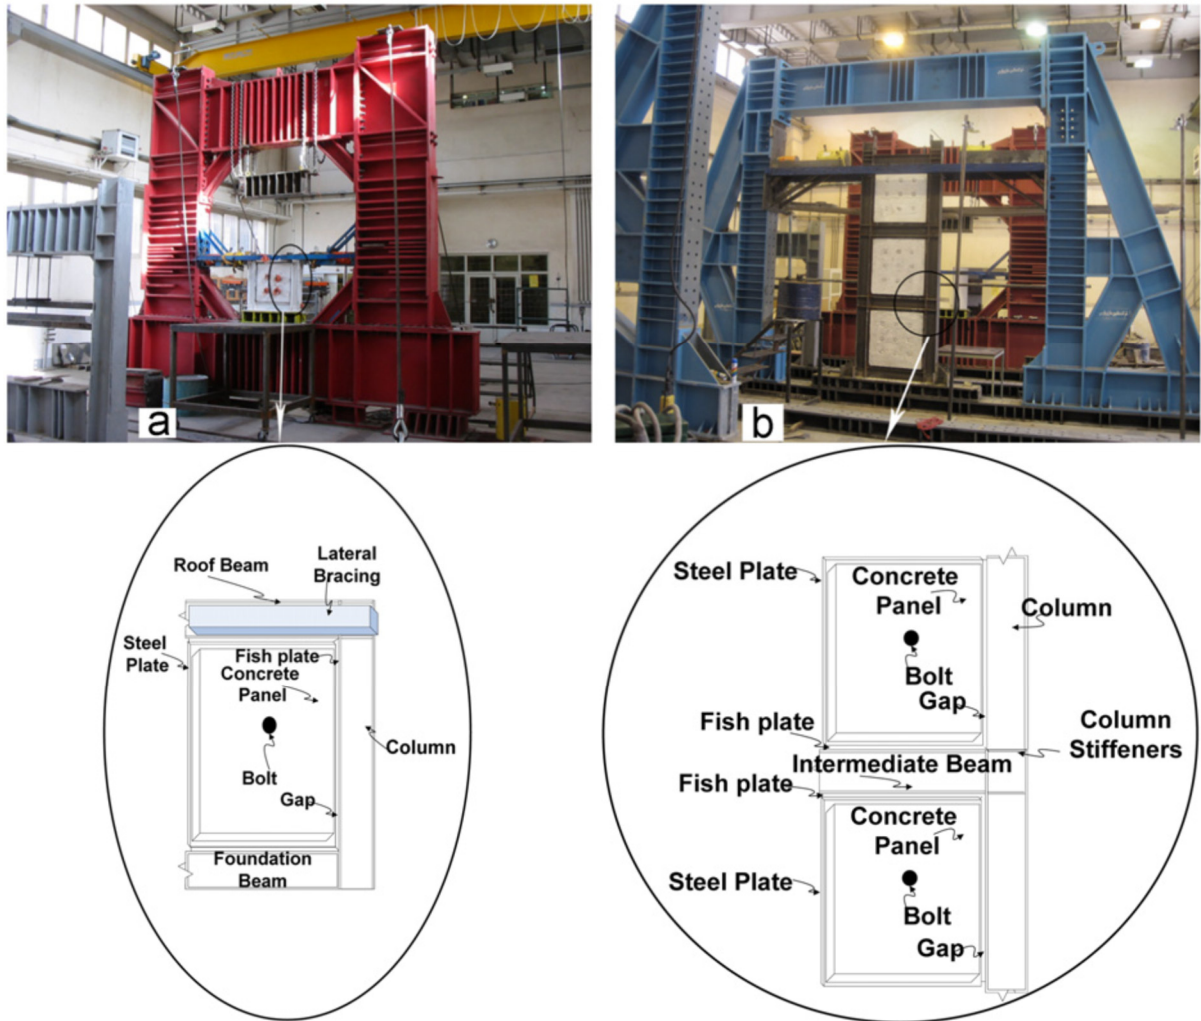 a
b
Roof Beam
Lateral
Bracing
Steel
Plate
Fish plate
Concrete
Panel
Column
Bolt
Gap
Foundation
Beam
Steel Plate
Concrete
Panel
Column
Bolt
Gap
Fish plate
Column
Stiffeners
Intermediate Beam
Fish plate
Concrete
Panel
Steel Plate
Bolt
Gap